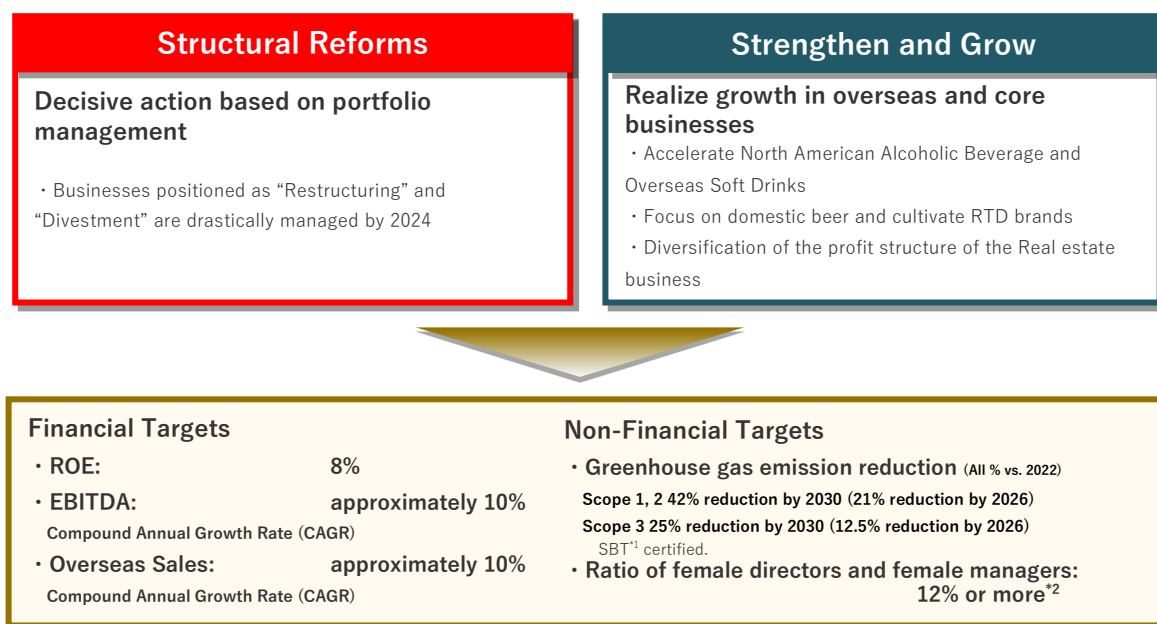 Structural Reforms
Decisive action based on portfolio
management
・Businesses positioned as “Restructuring” and
“Divestment” are drastically managed by 2024
Strengthen and Grow
Realize growth in overseas and core
businesses
・Accelerate North American Alcoholic Beverage and
Overseas Soft Drinks
・Focus on domestic beer and cultivate RTD brands
・Diversification of the profit structure of the Real estate
business
Financial Targets
・ROE: 8%
・EBITDA: approximately 10%
Compound Annual Growth Rate (CAGR)
・Overseas Sales: approximately 10%
Compound Annual Growth Rate (CAGR)
Non-Financial Targets
・Greenhouse gas emission reduction (All % vs. 2022)
Scope 1, 2 42% reduction by 2030 (21% reduction by 2026)
Scope 3 25% reduction by 2030 (12.5% reduction by 2026)
SBT*1 certified.
・Ratio of female directors and female managers:
12% or more*2